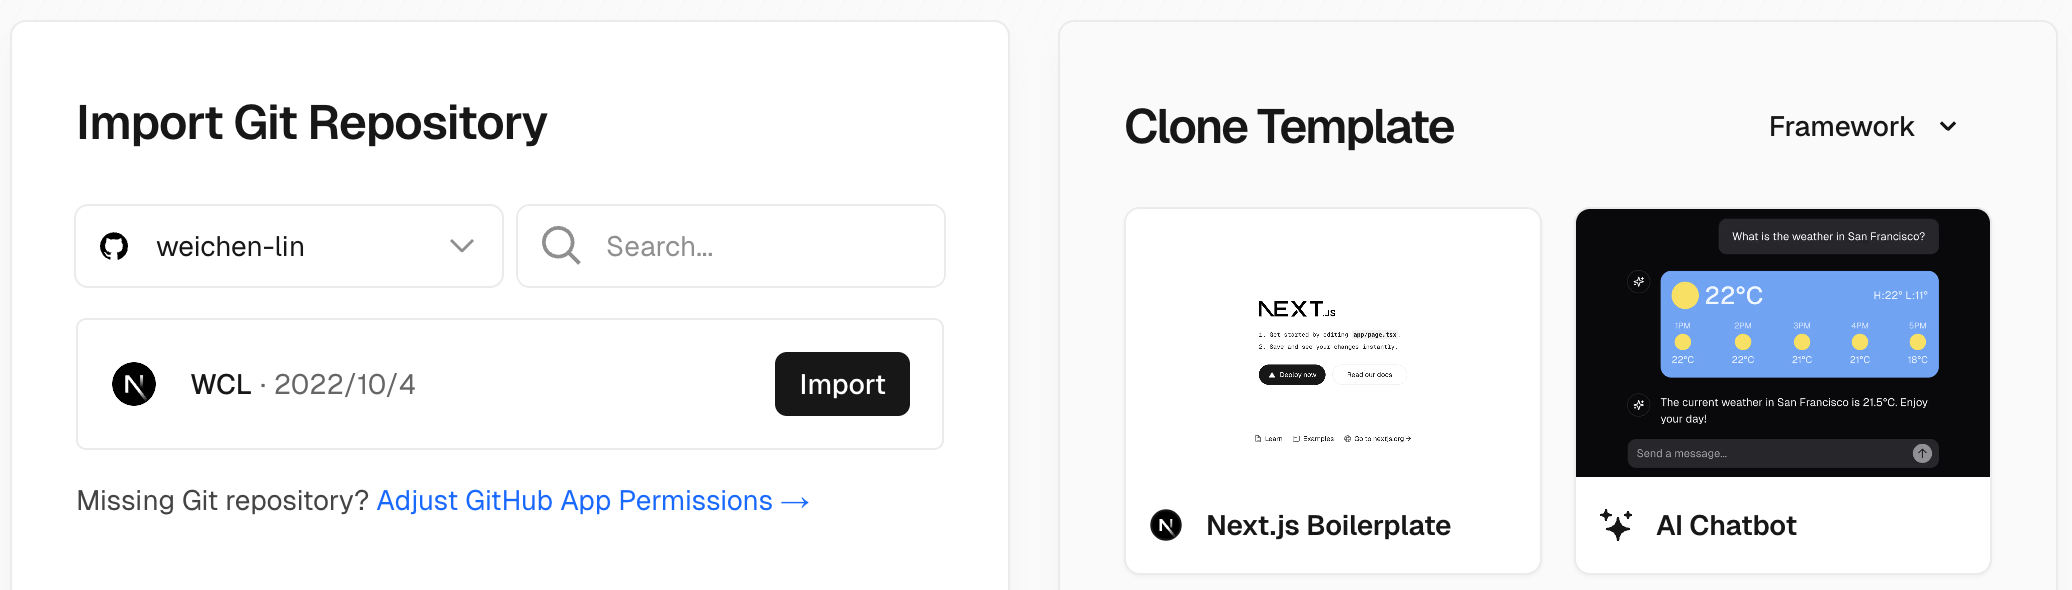 Import Git Repository
weichen-lin
Search...
WCL · 2022/10/4
Import
Missing Git repository? Adjust GitHub App Permissions →
Clone Template
Framework
NEXT.JS
1. Get started by editing app/page.tsx
2. Save and see your changes instantly.
Deploy now
Read our docs
Learn
Examples
Go to nextjs.org →
N Next.js Boilerplate
What is the weather in San Francisco?
22°C
H:22° L:11°
1PM 2PM 3PM 4PM 5PM
22°C 22°C 21°C 21°C 18°C
The current weather in San Francisco is 21.5°C. Enjoy
your day!
Send a message...
AI Chatbot